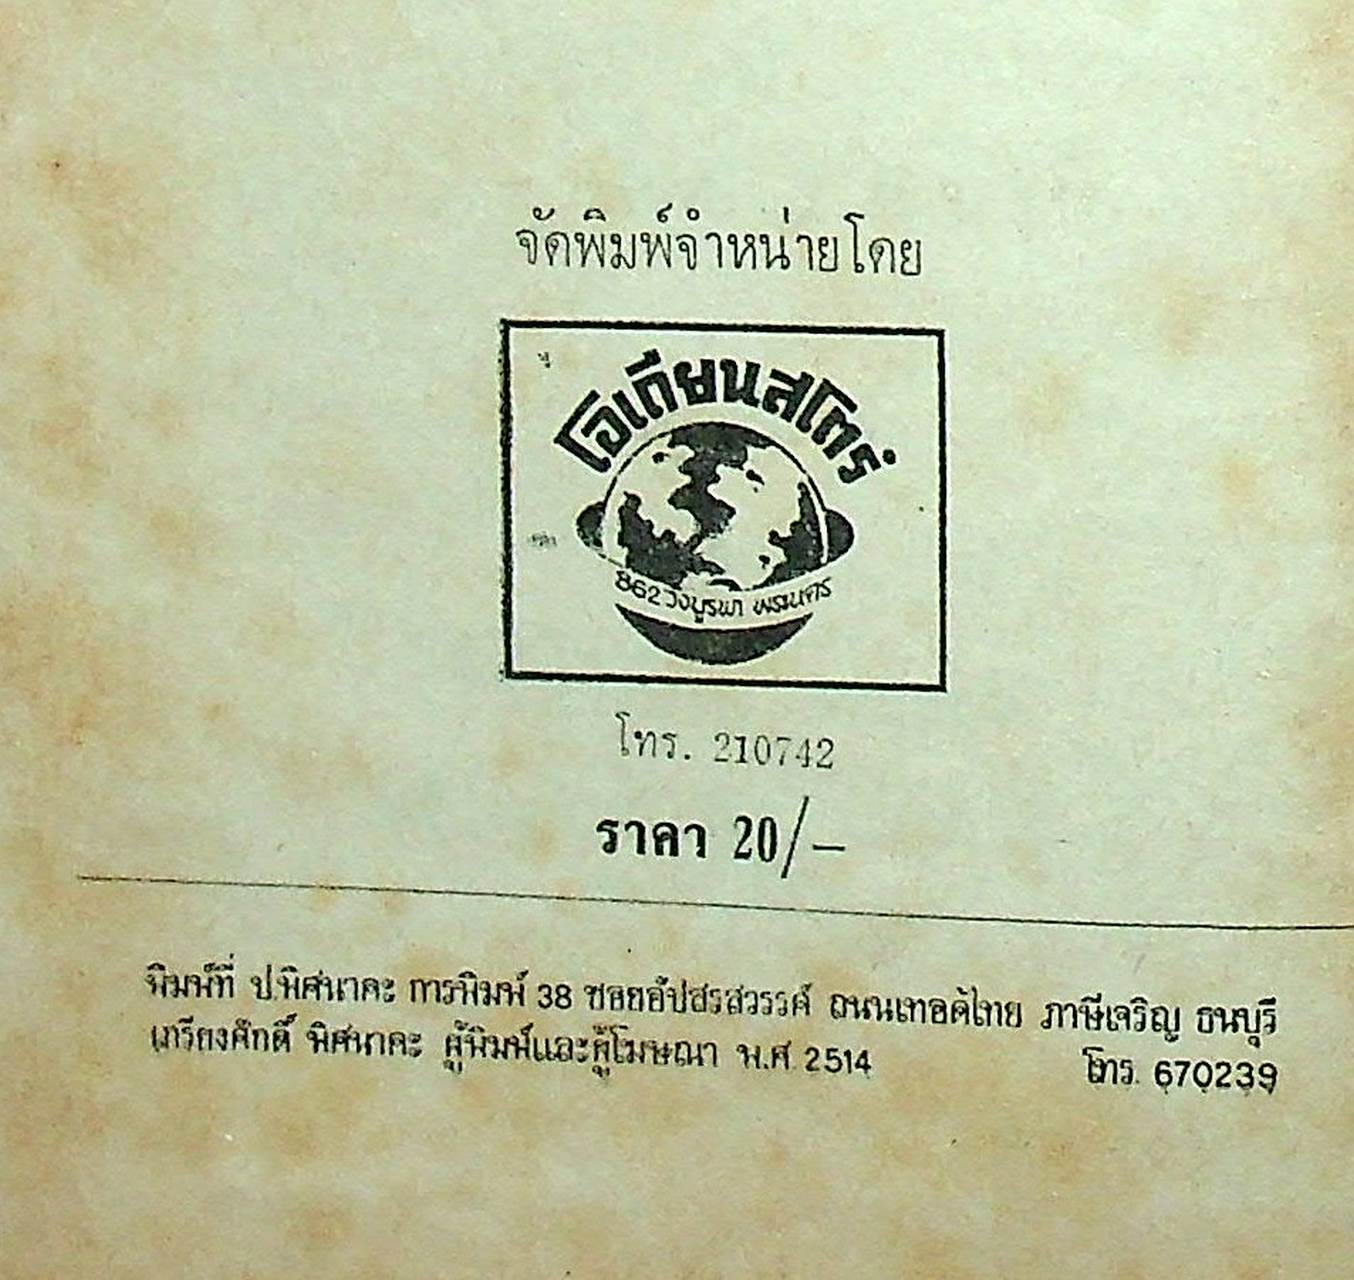 จัดพิมพ์จำหน่ายโดย
โอเดียนสโตร์
862 วังบูรพา พระนคร
โทร. 210742
ราคา 20/–
พิมพ์ที่ ป.พิศนาคะ การพิมพ์ 38 ซอยอัปสรสวรรค์ ถนนเทอดไทย ภาษีเจริญ ธนบุรี
เกรียงศักดิ์ พิศนาคะ ผู้พิมพ์และผู้โฆษณา พ.ศ. 2514 โทร. 670239